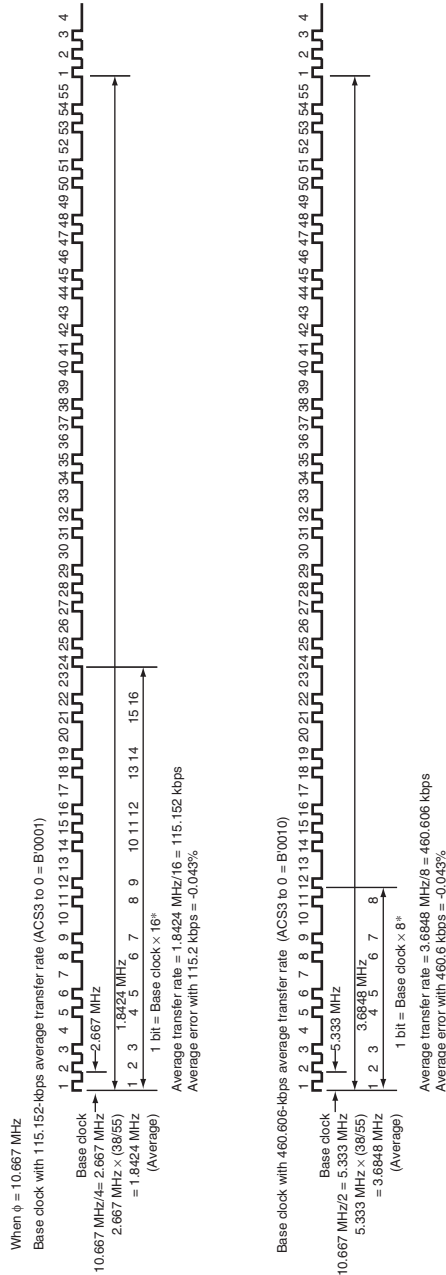 When ϕ = 10.667 MHz
Base clock with 115.152-kbps average transfer rate (ACS3 to 0 = B'0001)
1 2 3 4 5 6 7 8 9 10 11 12 13 14 15 16 17 18 19 20 21 22 23 24 25 26 27 28 29 30 31 32 33 34 35 36 37 38 39 40 41 42 43 44 45 46 47 48 49 50 51 52 53 54 55 1 2 3 4
Base clock
10.667 MHz/4= 2.667 MHz
2.667 MHz
2.667 MHz × (38/55)
1.8424 MHz
= 1.8424 MHz
1 2 3 4 5 6 7 8 9 10 11 12 13 14 15 16
(Average)
1 bit = Base clock × 16*
Average transfer rate = 1.8424 MHz/16 = 115.152 kbps
Average error with 115.2 kbps = -0.043%
Base clock with 460.606-kbps average transfer rate (ACS3 to 0 = B'0010)
1 2 3 4 5 6 7 8 9 10 11 12 13 14 15 16 17 18 19 20 21 22 23 24 25 26 27 28 29 30 31 32 33 34 35 36 37 38 39 40 41 42 43 44 45 46 47 48 49 50 51 52 53 54 55 1 2 3 4
Base clock
10.667 MHz/2 = 5.333 MHz
5.333 MHz
5.333 MHz × (38/55)
3.6848 MHz
= 3.6848 MHz
1 2 3 4 5 6 7 8
(Average)
1 bit = Base clock × 8*
Average transfer rate = 3.6848 MHz/8 = 460.606 kbps
Average error with 460.6 kbps = -0.043%